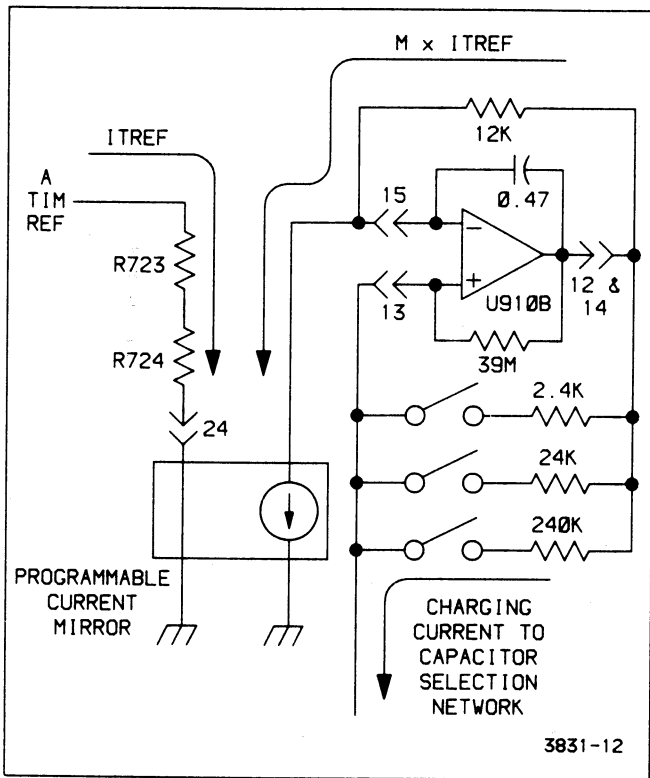 M x ITREF
ITREF
A
TIM
REF
12K
15
0.47
−
+
R723
13
U910B
12 &
14
R724
39M
24
2.4K
24K
240K
PROGRAMMABLE
CURRENT
MIRROR
CHARGING
CURRENT TO
CAPACITOR
SELECTION
NETWORK
3831-12